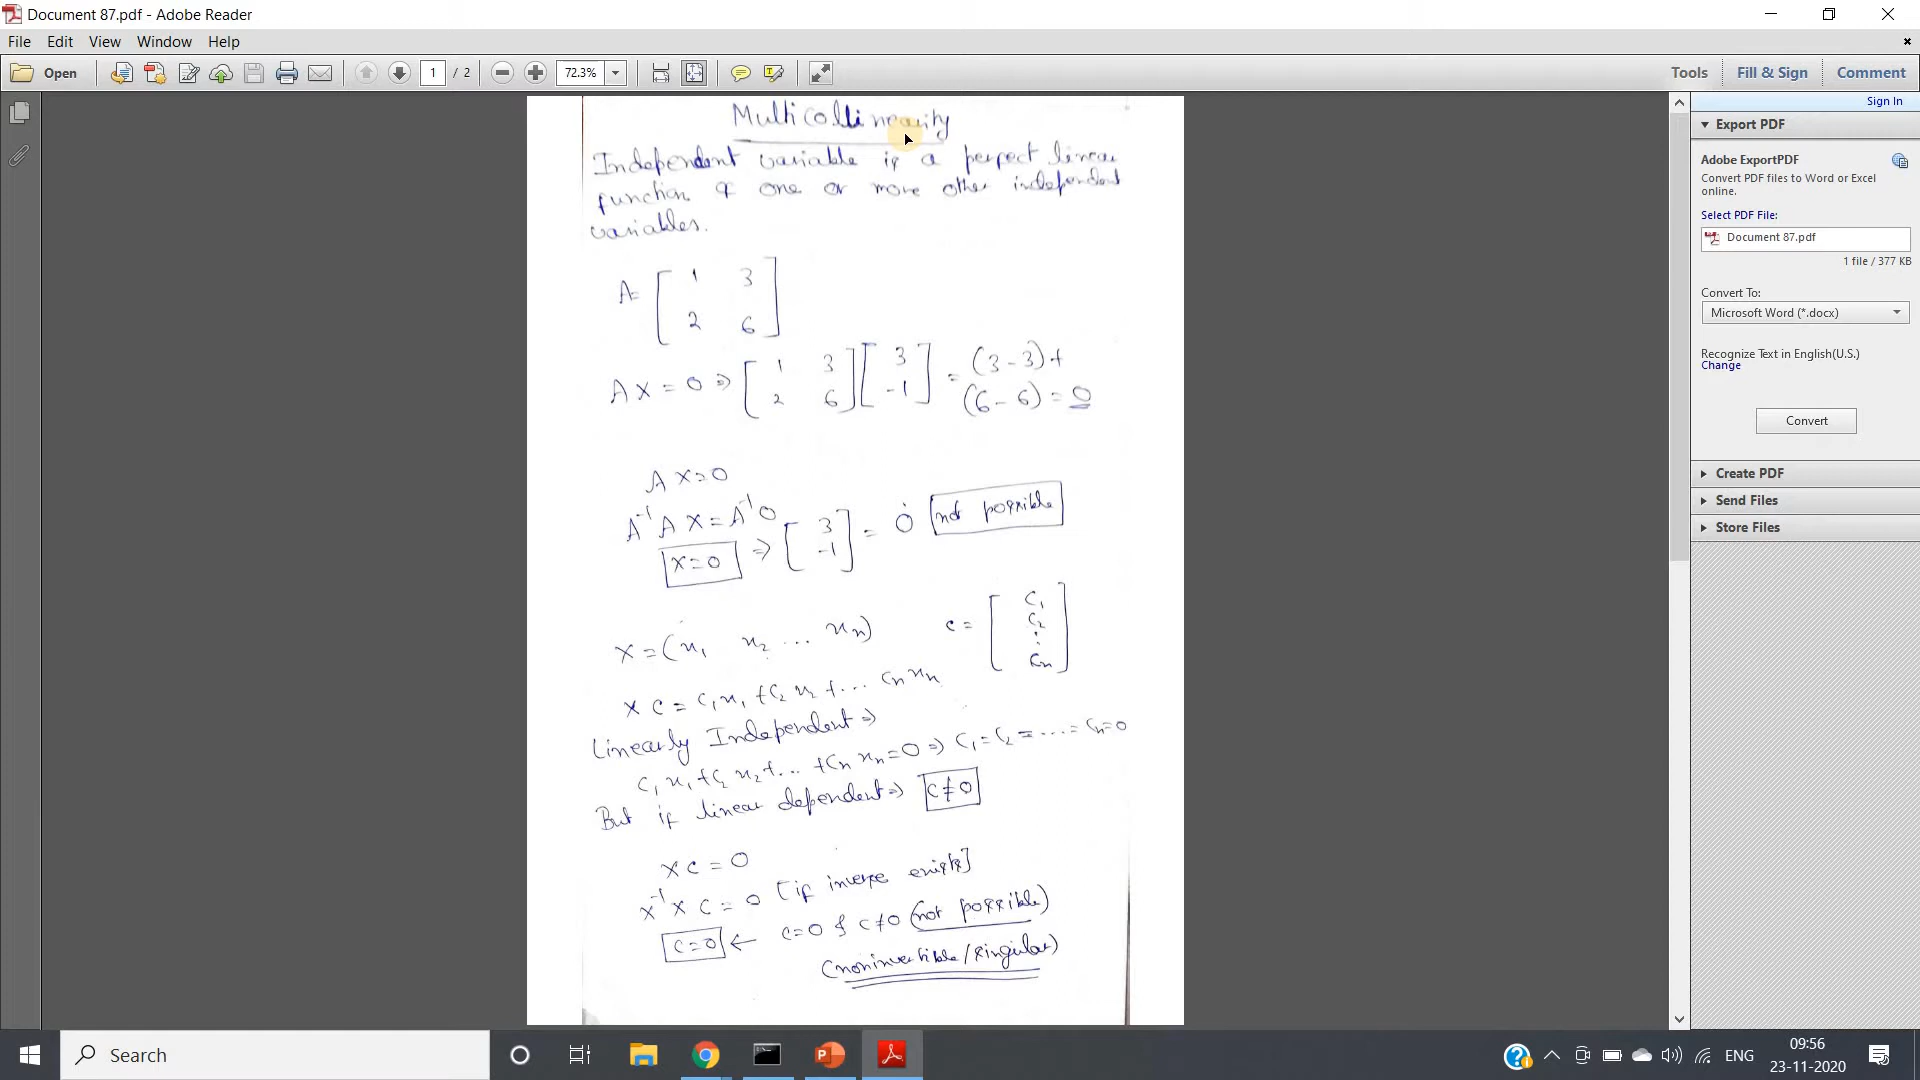 Document 87.pdf - Adobe Reader
File Edit View Window Help
Open 1 / 2 72.3% Tools Fill & Sign Comment
Sign In
Multicollinearity
Independent variable is a perfect linear
function of one or more other independent
variables.
A= [ 1 3
2 6 ]
AX = 0 ⇒ [ 1 3
2 6 ] [ 3
-1 ] = (3-3)+
(6-6) = 0
AX=0
A⁻¹AX = A⁻¹0
X=0 ⇒ [ 3
-1 ] = 0 not possible
X = (x₁ x₂ ... xₙ) c = [ c₁
c₂
⋮
cₙ ]
Xc = c₁x₁ + c₂x₂ + ... cₙxₙ
Linearly Independent ⇒
c₁x₁+c₂x₂+... +cₙxₙ=0 ⇒ c₁=c₂=....=cₙ=0
But if linear dependent ⇒ c≠0
Xc = 0
X⁻¹Xc = 0 [if inverse exists]
c=0 ← c=0 & c≠0 (not possible)
(noninvertible/singular)
Export PDF
Adobe ExportPDF
Convert PDF files to Word or Excel
online.
Select PDF File:
Document 87.pdf
1 file / 377 KB
Convert To:
Microsoft Word (*.docx)
Recognize Text in English(U.S.)
Change
Convert
Create PDF
Send Files
Store Files
Search
ENG
09:56
23-11-2020